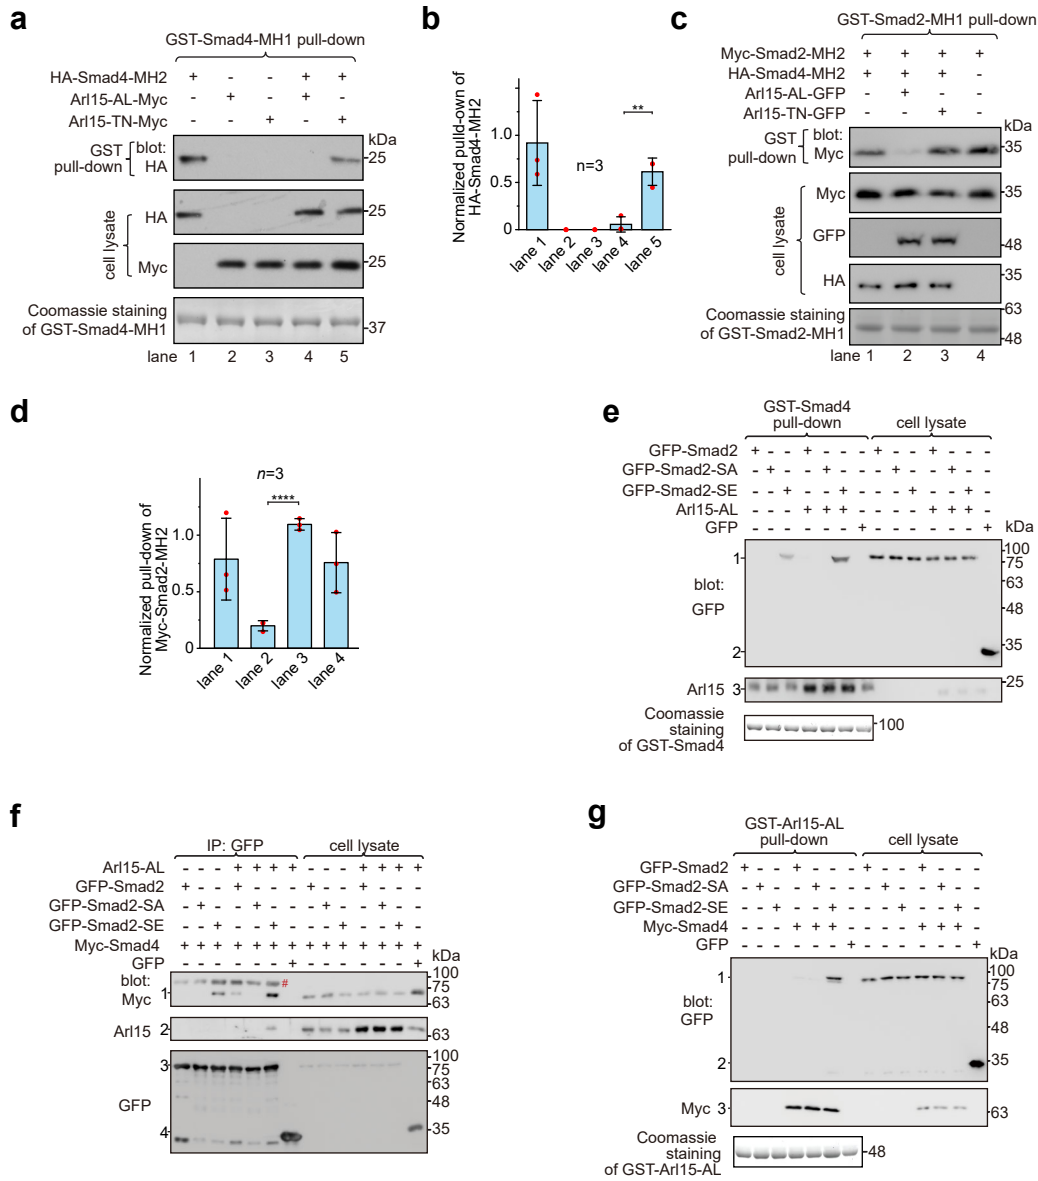 a
GST-Smad4-MH1 pull-down
HA-Smad4-MH2 + - - + +
Arl15-AL-Myc - + - + -
Arl15-TN-Myc - - + - +
kDa
GST pull-down
blot: HA
25
cell lysate
HA
25
Myc
25
Coomassie staining
of GST-Smad4-MH1
37
lane 1 2 3 4 5
b
Normalized pulld-own of
HA-Smad4-MH2
1.0
0.5
0
n=3
**
lane 1
lane 2
lane 3
lane 4
lane 5
c
GST-Smad2-MH1 pull-down
Myc-Smad2-MH2 + + + +
HA-Smad4-MH2 + + + -
Arl15-AL-GFP - + - -
Arl15-TN-GFP - - + -
kDa
GST pull-down
blot: Myc
35
cell lysate
Myc
35
GFP
48
HA
35
Coomassie staining
of GST-Smad2-MH1
63
48
lane 1 2 3 4
d
Normalized pull-down of
Myc-Smad2-MH2
1.0
0.5
0
n=3
****
lane 1
lane 2
lane 3
lane 4
e
GST-Smad4
pull-down
cell lysate
GFP-Smad2 + - - + - - - + - - + - - -
GFP-Smad2-SA - + - - + - - - + - - + - -
GFP-Smad2-SE - - + - - + - - - + - - + -
Arl15-AL - - - + + + - - - - + + + -
GFP - - - - - - + - - - - - - +
kDa
blot:
GFP
1
2
100
75
63
48
35
Arl15 3
25
Coomassie
staining
of GST-Smad4
100
f
IP: GFP
cell lysate
Arl15-AL - - - + + + + - - - + + + +
GFP-Smad2 + - - + - - - + - - + - - -
GFP-Smad2-SA - + - - + - - - + - - + - -
GFP-Smad2-SE - - + - - + - - - + - - + -
Myc-Smad4 + + + + + + + + + + + + + +
GFP - - - - - - + - - - - - - +
kDa
blot:
Myc
1
#
100
75
63
Arl15
2
63
GFP
3
4
100
75
63
48
35
g
GST-Arl15-AL
pull-down
cell lysate
GFP-Smad2 + - - + - - - + - - + - - -
GFP-Smad2-SA - + - - + - - - + - - + - -
GFP-Smad2-SE - - + - - + - - - + - - + -
Myc-Smad4 - - - + + + - - - - + + + -
GFP - - - - - - + - - - - - - +
kDa
blot:
GFP
1
2
100
75
63
48
35
Myc 3
63
Coomassie
staining
of GST-Arl15-AL
48